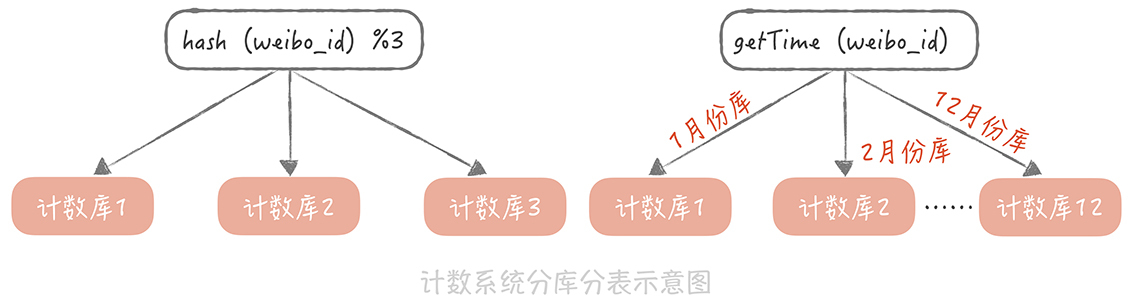 hash (weibo_id) %3
计数库1
计数库2
计数库3
getTime (weibo_id)
1月份库
2月份库
12月份库
计数库1
计数库2
......
计数库12
计数系统分库分表示意图